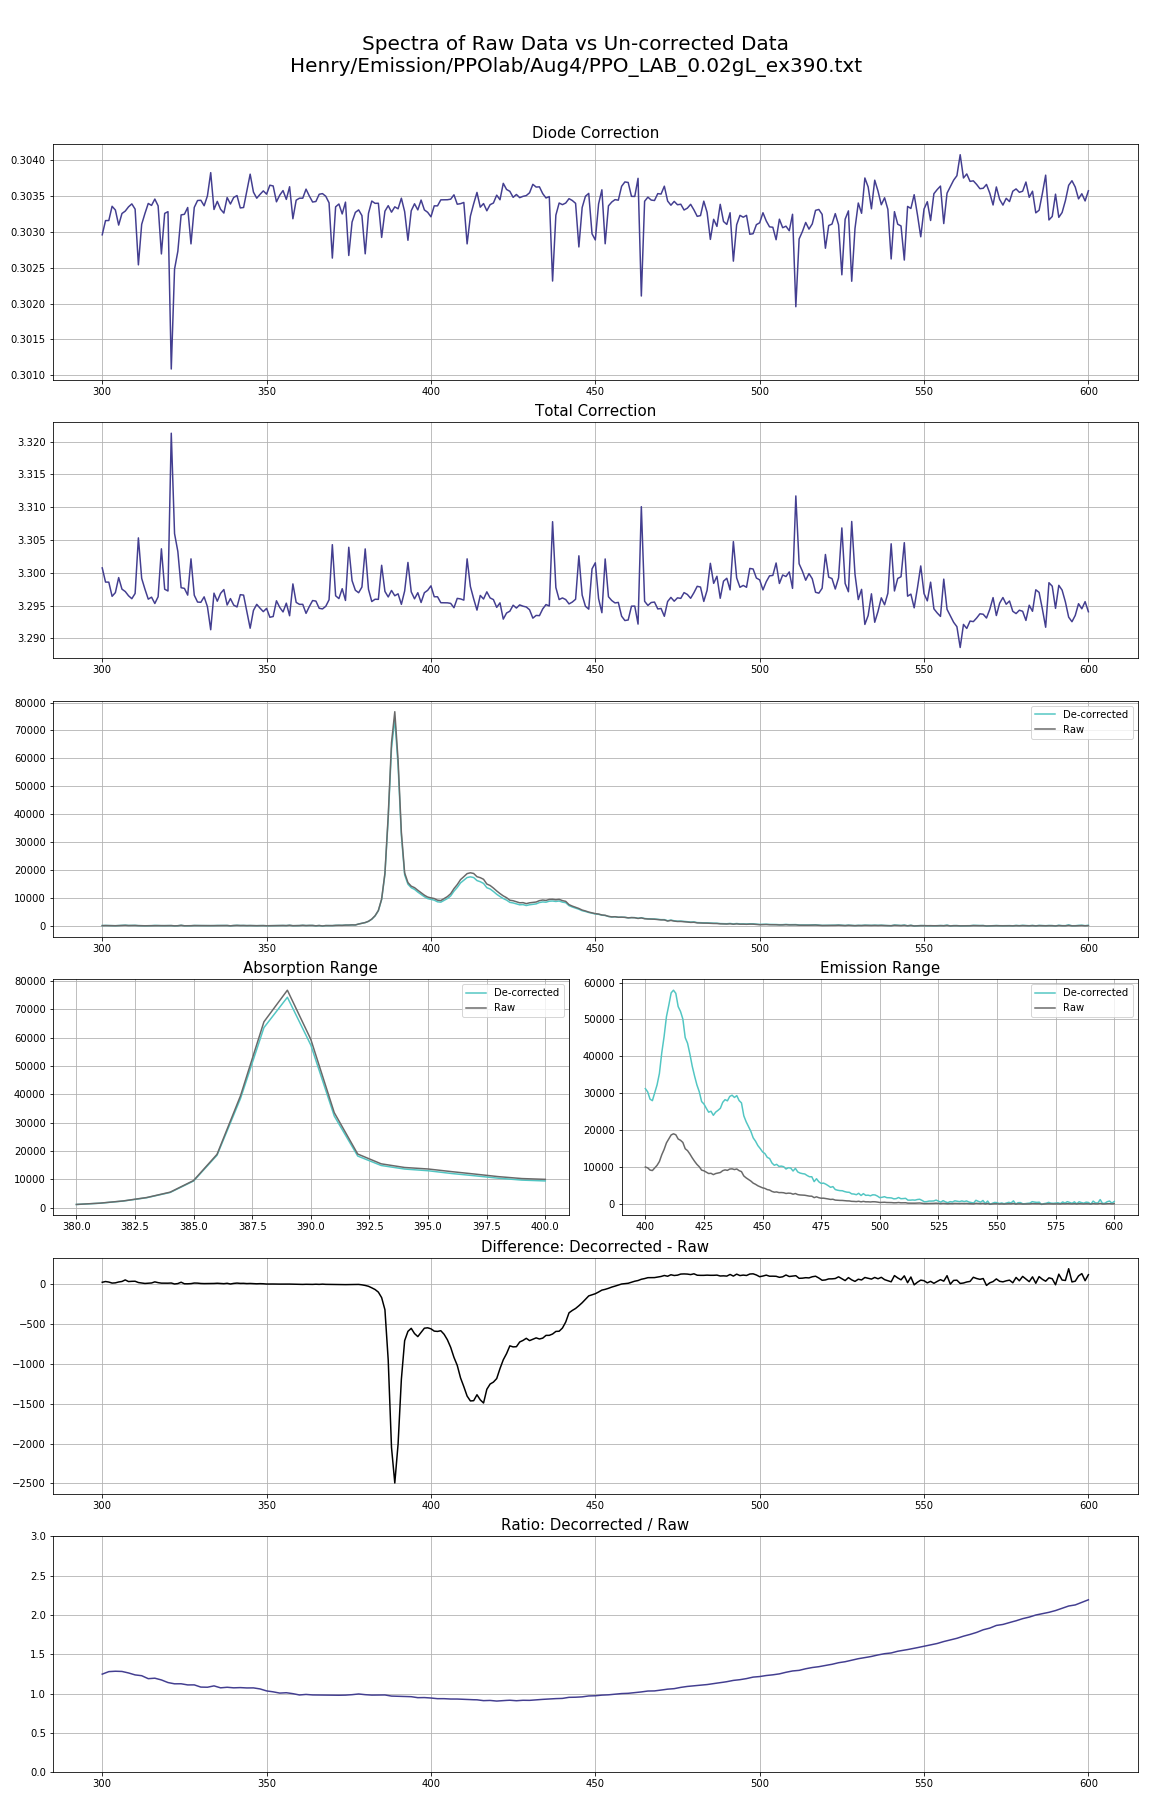 Spectra of Raw Data vs Un-corrected Data
Henry/Emission/PPOlab/Aug4/PPO_LAB_0.02gL_ex390.txt
Diode Correction
0.3040
0.3035
0.3030
0.3025
0.3020
0.3015
0.3010
300 350 400 450 500 550 600
Total Correction
3.320
3.315
3.310
3.305
3.300
3.295
3.290
300 350 400 450 500 550 600
80000
70000
60000
50000
40000
30000
20000
10000
0
De-corrected
Raw
300 350 400 450 500 550 600
Absorption Range
80000
70000
60000
50000
40000
30000
20000
10000
0
De-corrected
Raw
380.0 382.5 385.0 387.5 390.0 392.5 395.0 397.5 400.0
Emission Range
60000
50000
40000
30000
20000
10000
0
De-corrected
Raw
400 425 450 475 500 525 550 575 600
Difference: Decorrected - Raw
0
−500
−1000
−1500
−2000
−2500
300 350 400 450 500 550 600
Ratio: Decorrected / Raw
3.0
2.5
2.0
1.5
1.0
0.5
0.0
300 350 400 450 500 550 600